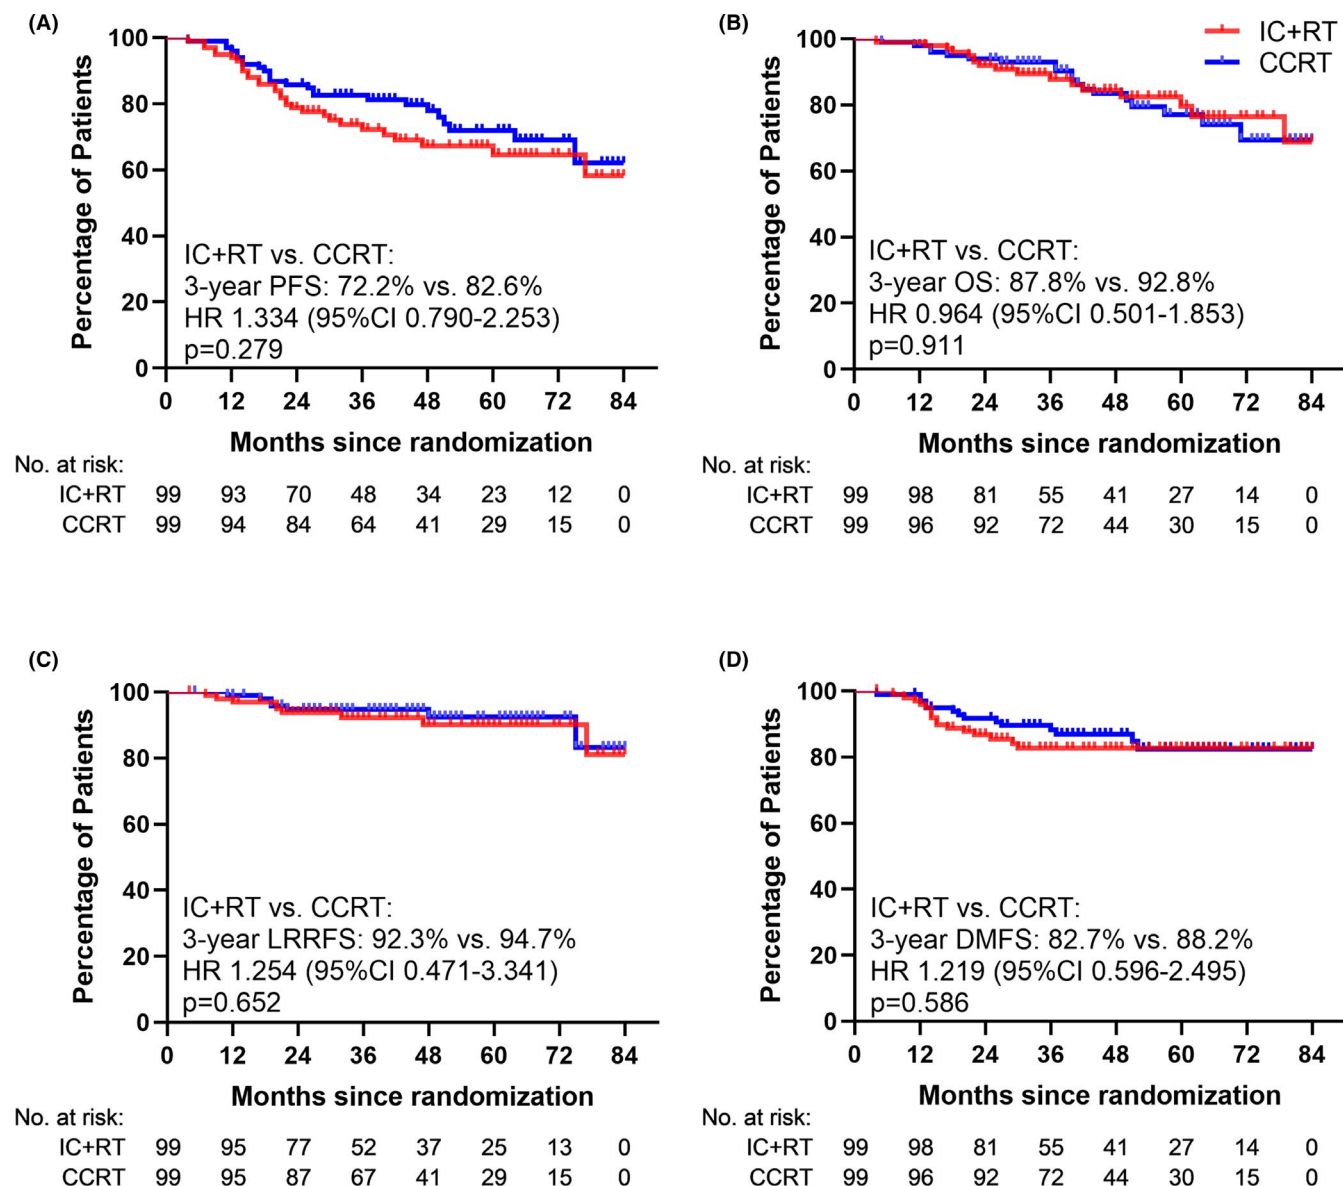 (A)
Percentage of Patients
100
80
60
40
20
0
IC+RT vs. CCRT:
3-year PFS: 72.2% vs. 82.6%
HR 1.334 (95%CI 0.790-2.253)
p=0.279
0 12 24 36 48 60 72 84
Months since randomization
No. at risk:
IC+RT 99 93 70 48 34 23 12 0
CCRT 99 94 84 64 41 29 15 0
(B)
IC+RT
CCRT
Percentage of Patients
100
80
60
40
20
0
IC+RT vs. CCRT:
3-year OS: 87.8% vs. 92.8%
HR 0.964 (95%CI 0.501-1.853)
p=0.911
0 12 24 36 48 60 72 84
Months since randomization
No. at risk:
IC+RT 99 98 81 55 41 27 14 0
CCRT 99 96 92 72 44 30 15 0
(C)
Percentage of Patients
100
80
60
40
20
0
IC+RT vs. CCRT:
3-year LRRFS: 92.3% vs. 94.7%
HR 1.254 (95%CI 0.471-3.341)
p=0.652
0 12 24 36 48 60 72 84
Months since randomization
No. at risk:
IC+RT 99 95 77 52 37 25 13 0
CCRT 99 95 87 67 41 29 15 0
(D)
Percentage of Patients
100
80
60
40
20
0
IC+RT vs. CCRT:
3-year DMFS: 82.7% vs. 88.2%
HR 1.219 (95%CI 0.596-2.495)
p=0.586
0 12 24 36 48 60 72 84
Months since randomization
No. at risk:
IC+RT 99 98 81 55 41 27 14 0
CCRT 99 96 92 72 44 30 15 0